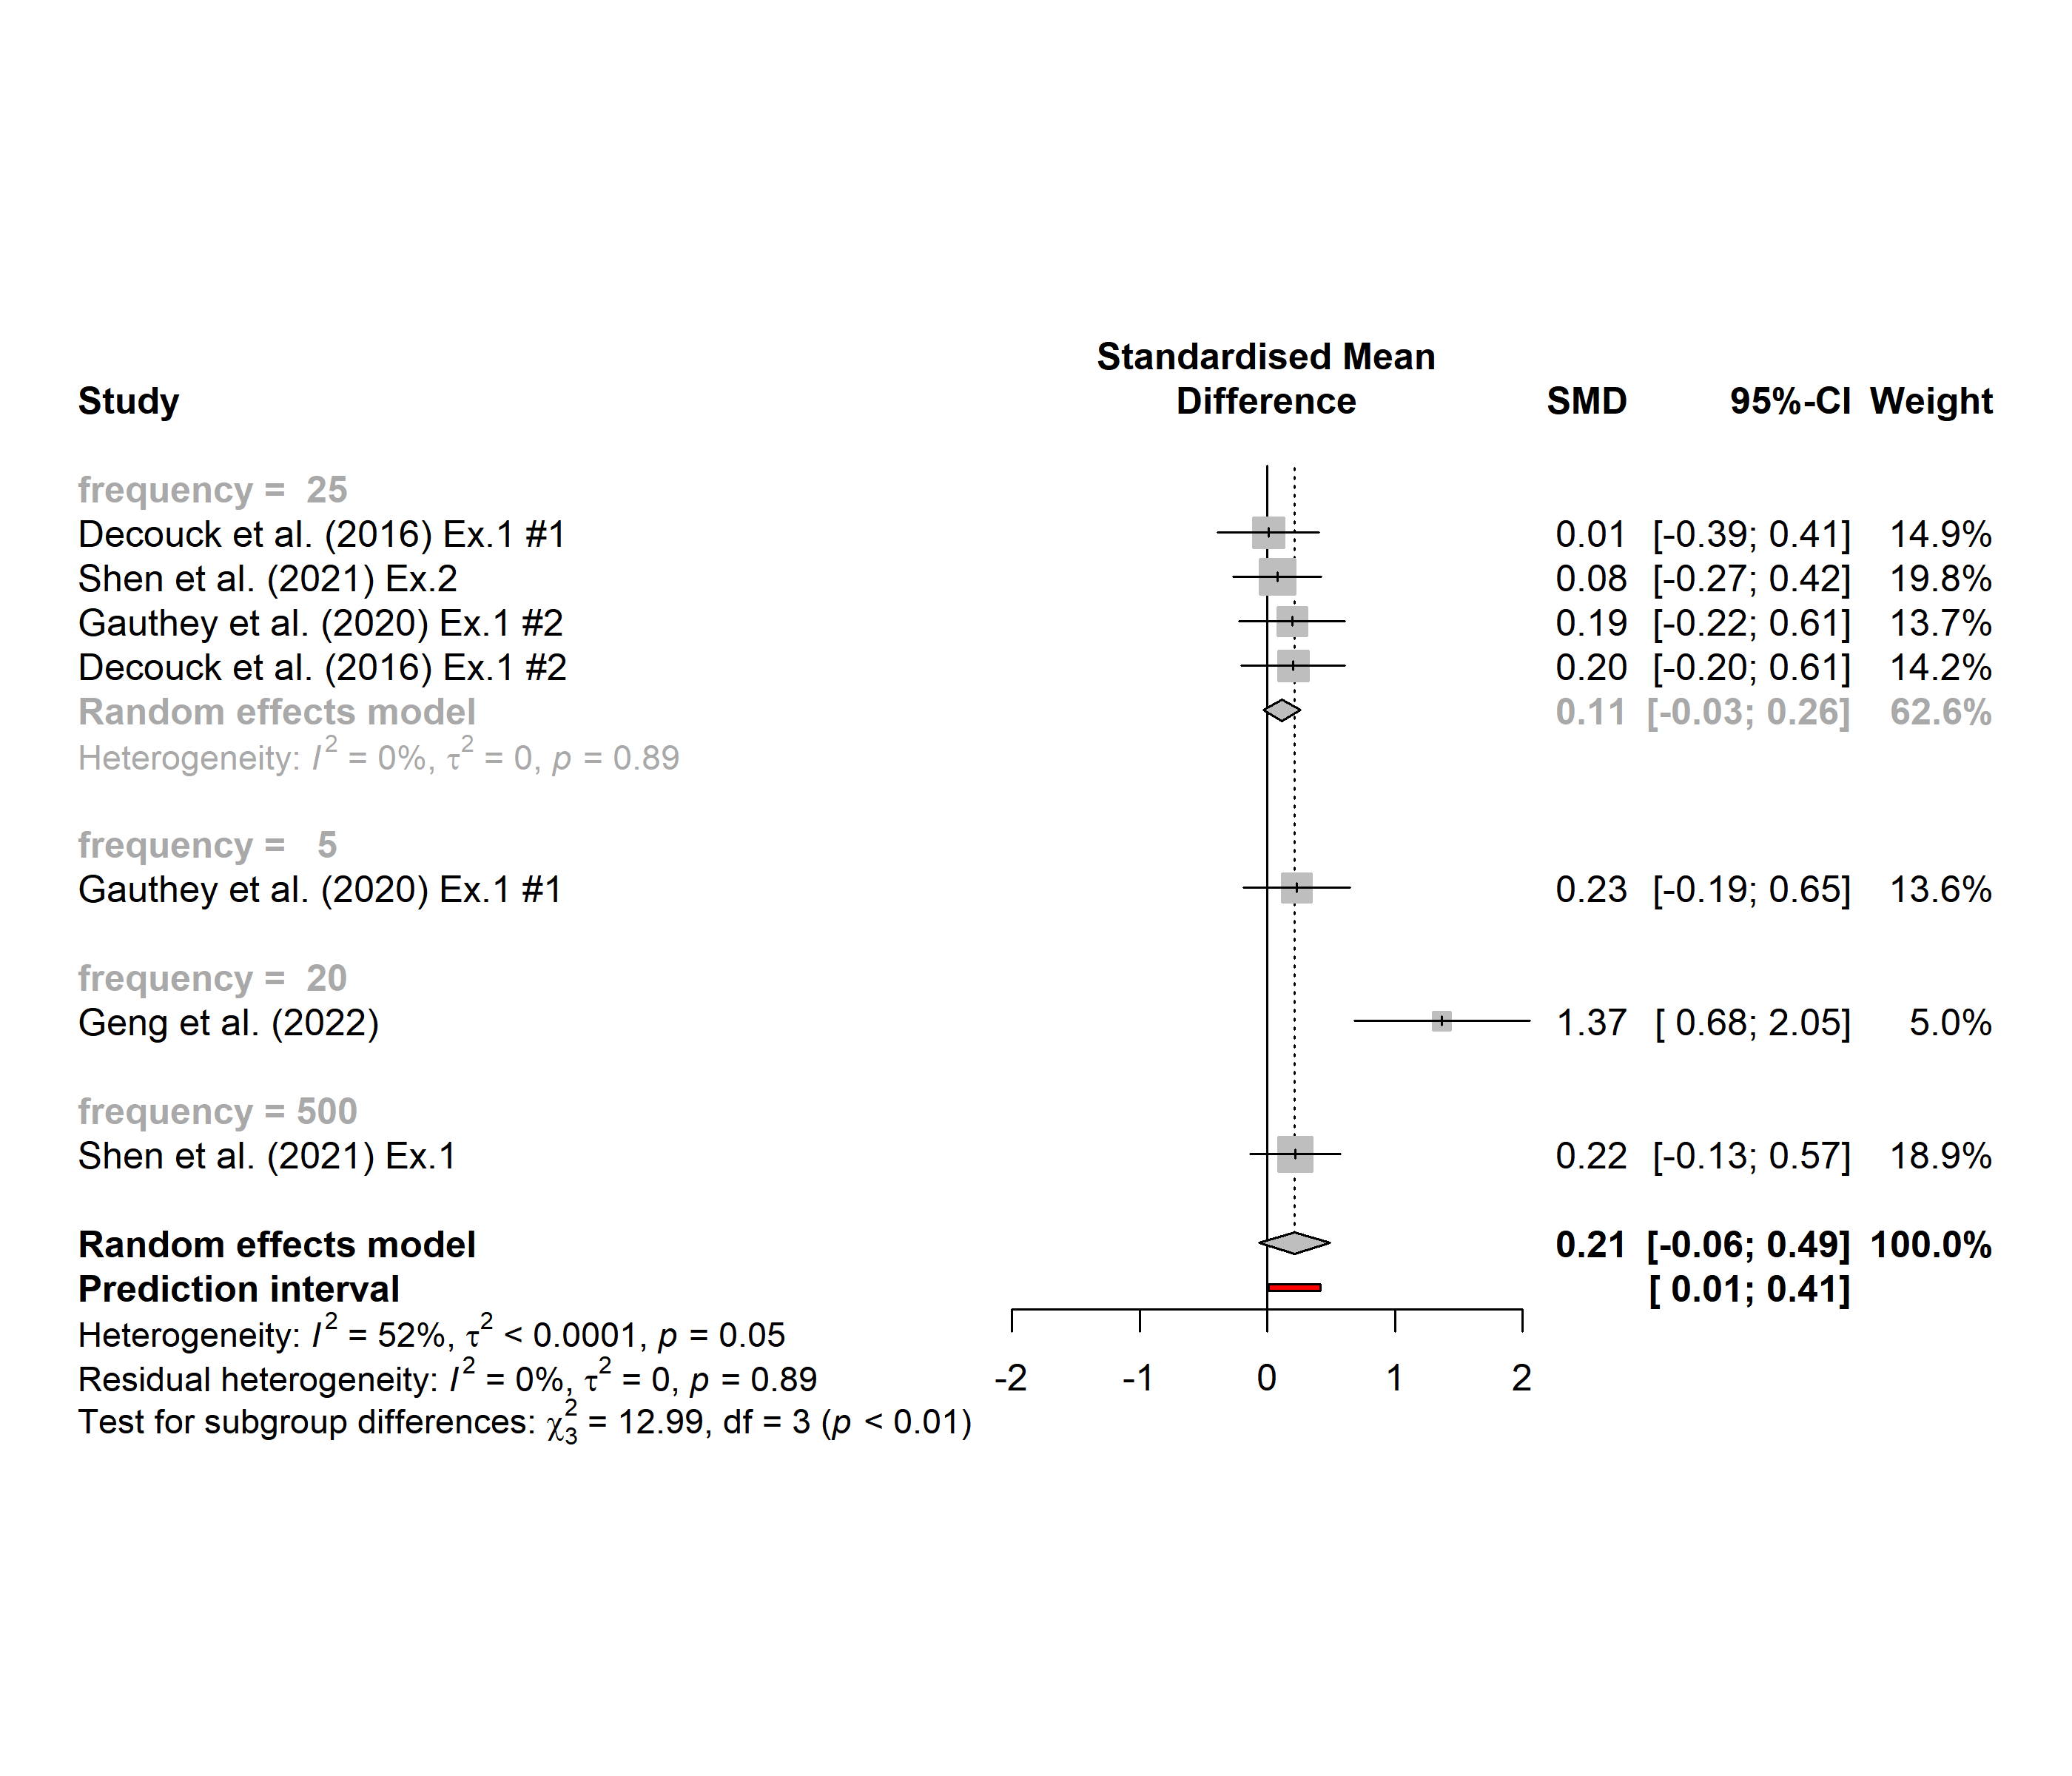 Standardised Mean
Study Difference SMD 95%-CI Weight
frequency = 25
Decouck et al. (2016) Ex.1 #1 0.01 [-0.39; 0.41] 14.9%
Shen et al. (2021) Ex.2 0.08 [-0.27; 0.42] 19.8%
Gauthey et al. (2020) Ex.1 #2 0.19 [-0.22; 0.61] 13.7%
Decouck et al. (2016) Ex.1 #2 0.20 [-0.20; 0.61] 14.2%
Random effects model 0.11 [-0.03; 0.26] 62.6%
Heterogeneity: I² = 0%, τ² = 0, p = 0.89
frequency = 5
Gauthey et al. (2020) Ex.1 #1 0.23 [-0.19; 0.65] 13.6%
frequency = 20
Geng et al. (2022) 1.37 [ 0.68; 2.05] 5.0%
frequency = 500
Shen et al. (2021) Ex.1 0.22 [-0.13; 0.57] 18.9%
Random effects model 0.21 [-0.06; 0.49] 100.0%
Prediction interval [ 0.01; 0.41]
Heterogeneity: I² = 52%, τ² < 0.0001, p = 0.05
Residual heterogeneity: I² = 0%, τ² = 0, p = 0.89
-2 -1 0 1 2
Test for subgroup differences: χ²₃ = 12.99, df = 3 (p < 0.01)